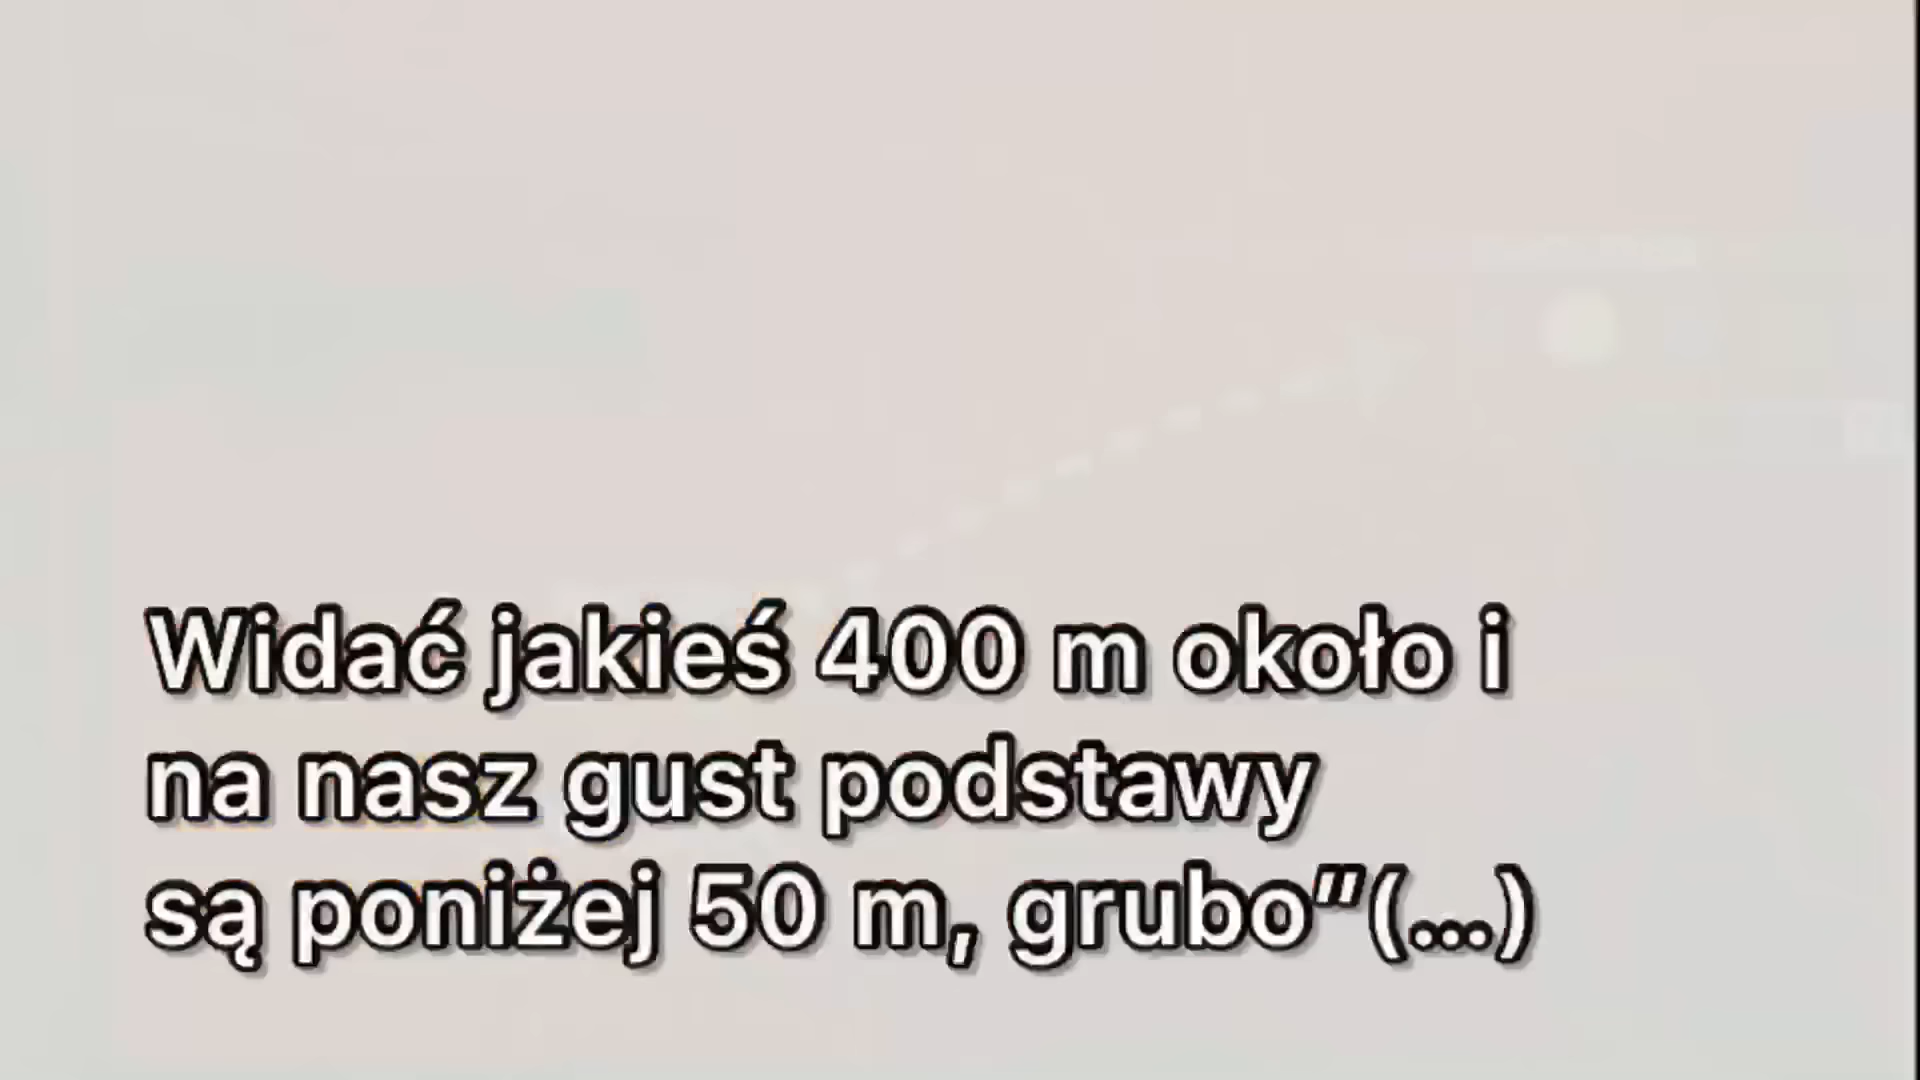 Widać jakieś 400 m około i
na nasz gust podstawy
są poniżej 50 m, grubo”(...)